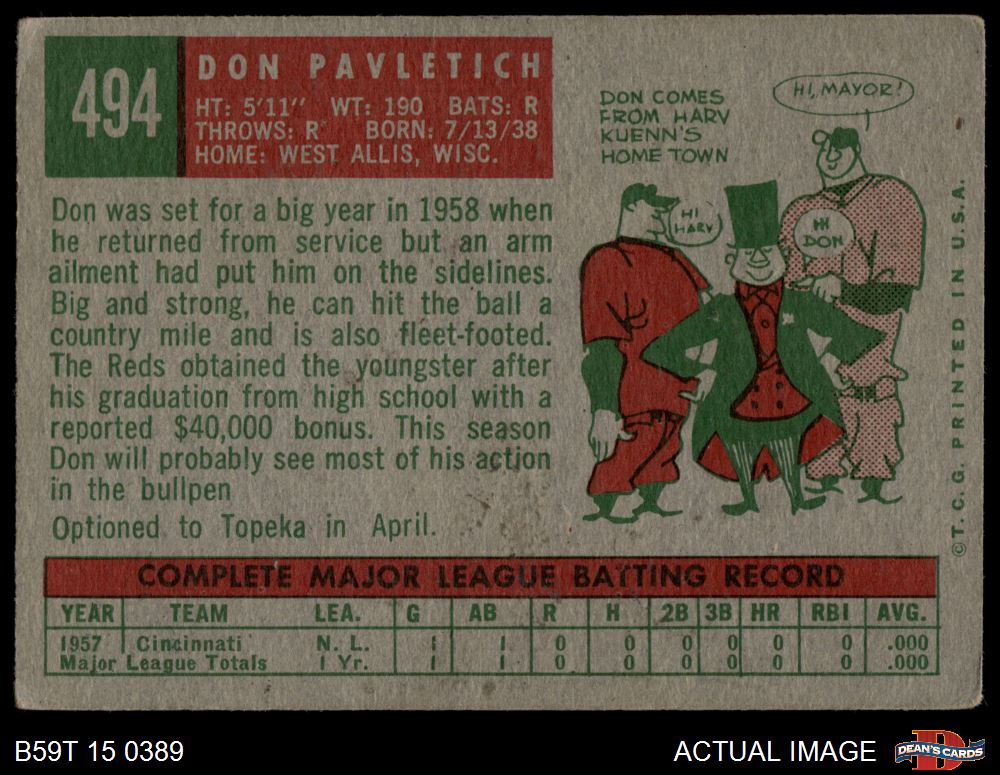 494
DON PAVLETICH
HT: 5'11" WT: 190 BATS: R
THROWS: R BORN: 7/13/38
HOME: WEST ALLIS, WISC.
Don was set for a big year in 1958 when
he returned from service but an arm
ailment had put him on the sidelines.
Big and strong, he can hit the ball a
country mile and is also fleet-footed.
The Reds obtained the youngster after
his graduation from high school with a
reported $40,000 bonus. This season
Don will probably see most of his action
in the bullpen
Optioned to Topeka in April.
DON COMES
FROM HARV
KUENN'S
HOME TOWN
HI, MAYOR!
HI
HARV
HI
DON
©T. C. G. PRINTED IN U.S.A.
COMPLETE MAJOR LEAGUE BATTING RECORD
YEAR TEAM LEA. G AB R H 2B 3B HR RBI AVG.
1957 Cincinnati N. L. 1 1 0 0 0 0 0 0 .000
Major League Totals 1 Yr. 1 1 0 0 0 0 0 0 .000
B59T 15 0389
ACTUAL IMAGE
DEAN'S CARDS